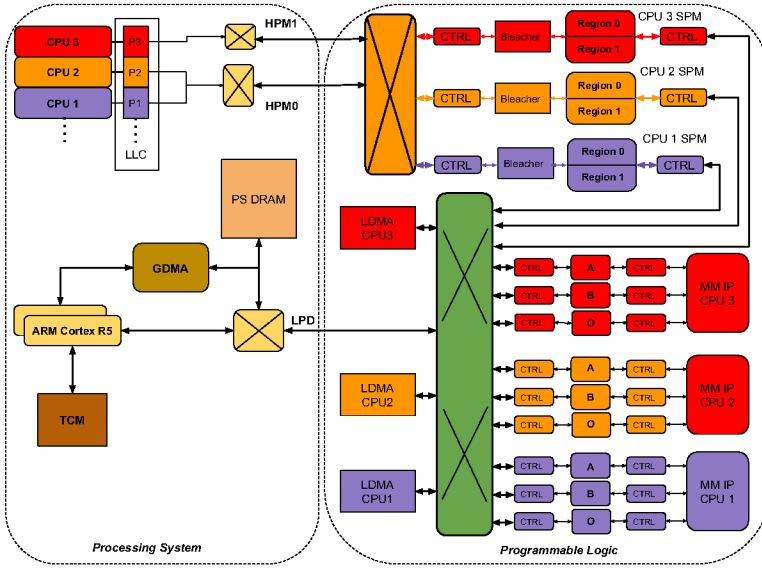 CPU 3
P3
CPU 2
P2
CPU 1
P1
LLC
HPM1
HPM0
CTRL
Bleacher
Region 0
Region 1
CTRL
CPU 3 SPM
CTRL
Bleacher
Region 0
Region 1
CTRL
CPU 2 SPM
CTRL
Bleacher
Region 0
Region 1
CTRL
CPU 1 SPM
PS DRAM
GDMA
ARM Cortex R5
TCM
LPD
LDMA
CPU3
LDMA
CPU2
LDMA
CPU1
CTRL
A
CTRL
CTRL
B
CTRL
CTRL
O
CTRL
MM IP
CPU 3
CTRL
A
CTRL
CTRL
B
CTRL
CTRL
O
CTRL
MM IP
CPU 2
CTRL
A
CTRL
CTRL
B
CTRL
CTRL
O
CTRL
MM IP
CPU 1
Processing System
Programmable Logic